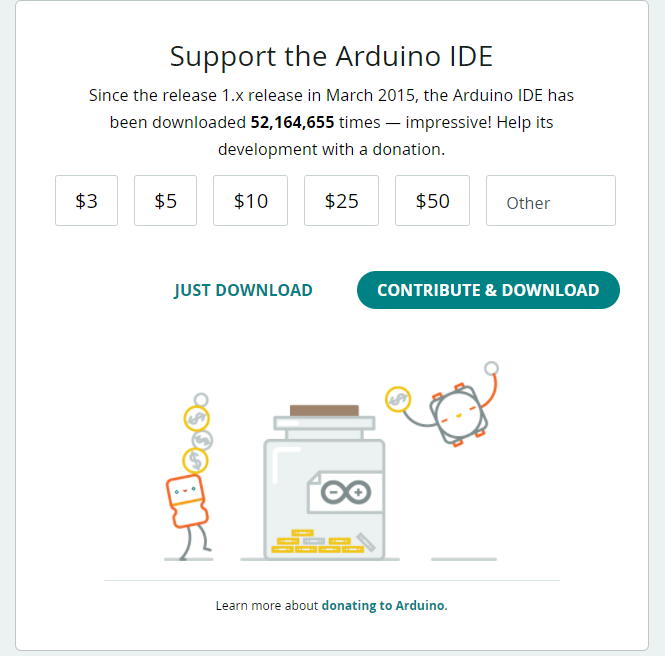 Support the Arduino IDE
Since the release 1.x release in March 2015, the Arduino IDE has
been downloaded 52,164,655 times — impressive! Help its
development with a donation.
$3 $5 $10 $25 $50 Other
JUST DOWNLOAD CONTRIBUTE & DOWNLOAD
Learn more about donating to Arduino.